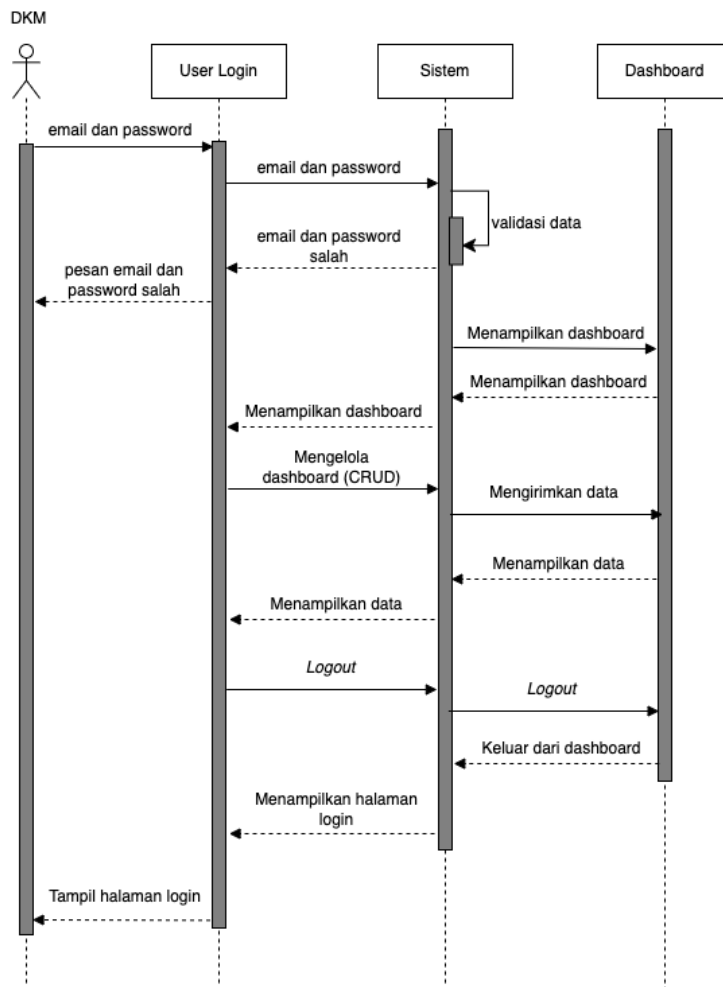 DKM
User Login
Sistem
Dashboard
email dan password
email dan password
validasi data
email dan password
salah
pesan email dan
password salah
Menampilkan dashboard
Menampilkan dashboard
Menampilkan dashboard
Mengelola
dashboard (CRUD)
Mengirimkan data
Menampilkan data
Menampilkan data
Logout
Logout
Keluar dari dashboard
Menampilkan halaman
login
Tampil halaman login